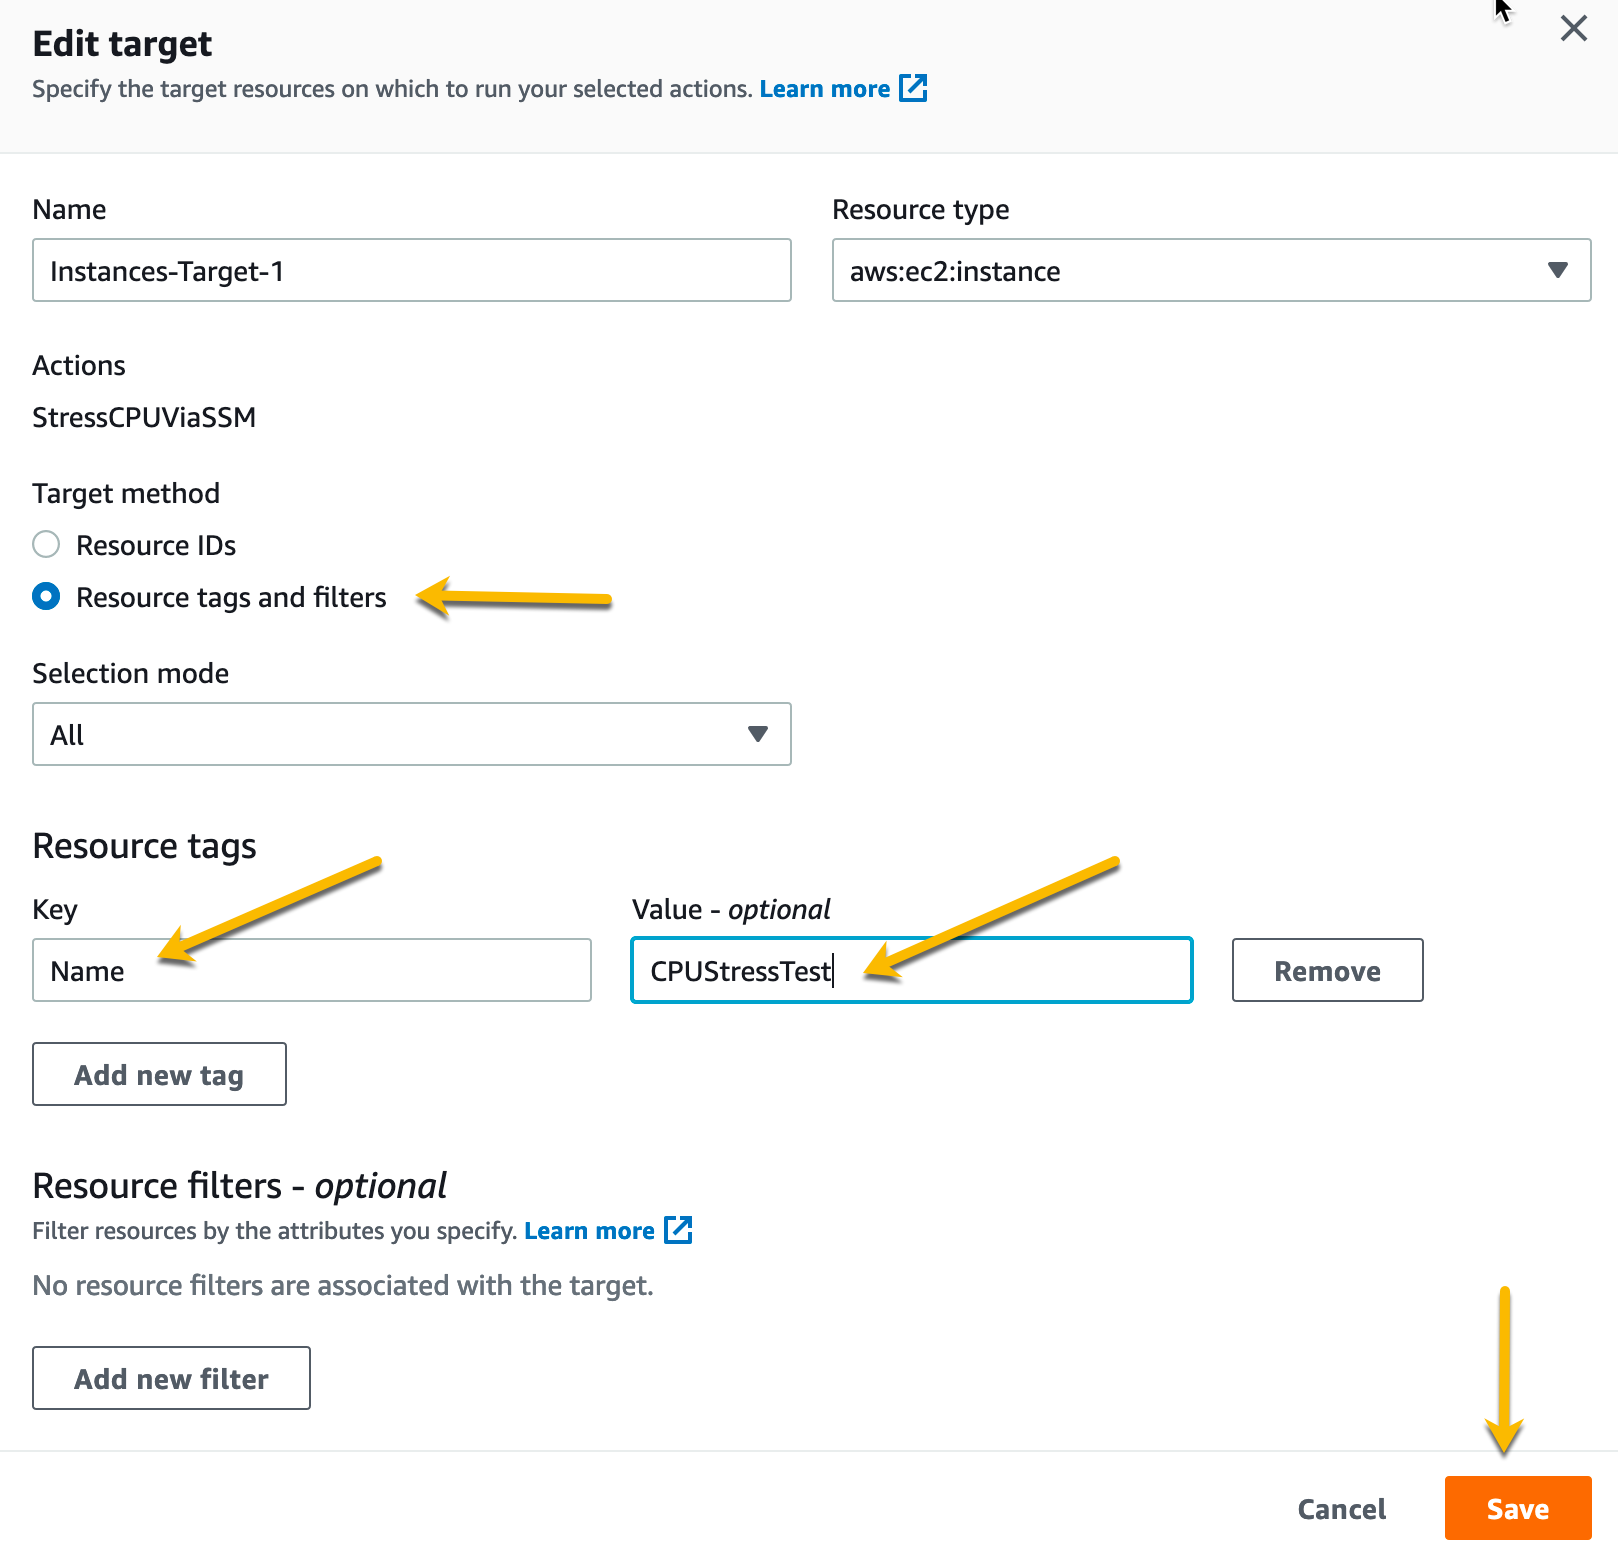 Edit target
Specify the target resources on which to run your selected actions. Learn more
Name
Resource type
Instances-Target-1
aws:ec2:instance
Actions
StressCPUViaSSM
Target method
Resource IDs
Resource tags and filters
Selection mode
All
Resource tags
Key
Value - optional
Name
CPUStressTest
Remove
Add new tag
Resource filters - optional
Filter resources by the attributes you specify. Learn more
No resource filters are associated with the target.
Add new filter
Cancel
Save